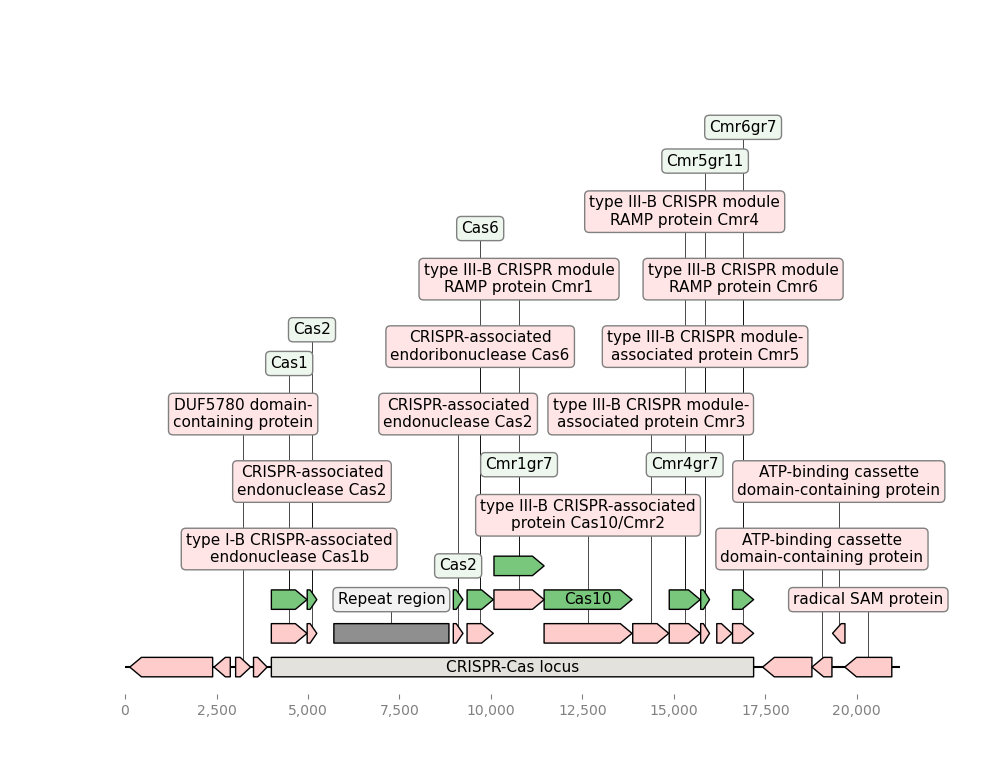 Cmr6gr7
Cmr5gr11
type III-B CRISPR module
RAMP protein Cmr4
Cas6
type III-B CRISPR module
RAMP protein Cmr1
type III-B CRISPR module
RAMP protein Cmr6
Cas2
CRISPR-associated
endoribonuclease Cas6
type III-B CRISPR module-
associated protein Cmr5
Cas1
DUF5780 domain-
containing protein
CRISPR-associated
endonuclease Cas2
type III-B CRISPR module-
associated protein Cmr3
Cmr1gr7
Cmr4gr7
CRISPR-associated
endonuclease Cas2
ATP-binding cassette
domain-containing protein
type III-B CRISPR-associated
protein Cas10/Cmr2
type I-B CRISPR-associated
endonuclease Cas1b
ATP-binding cassette
domain-containing protein
Cas2
Repeat region
Cas10
radical SAM protein
CRISPR-Cas locus
0
2,500
5,000
7,500
10,000
12,500
15,000
17,500
20,000